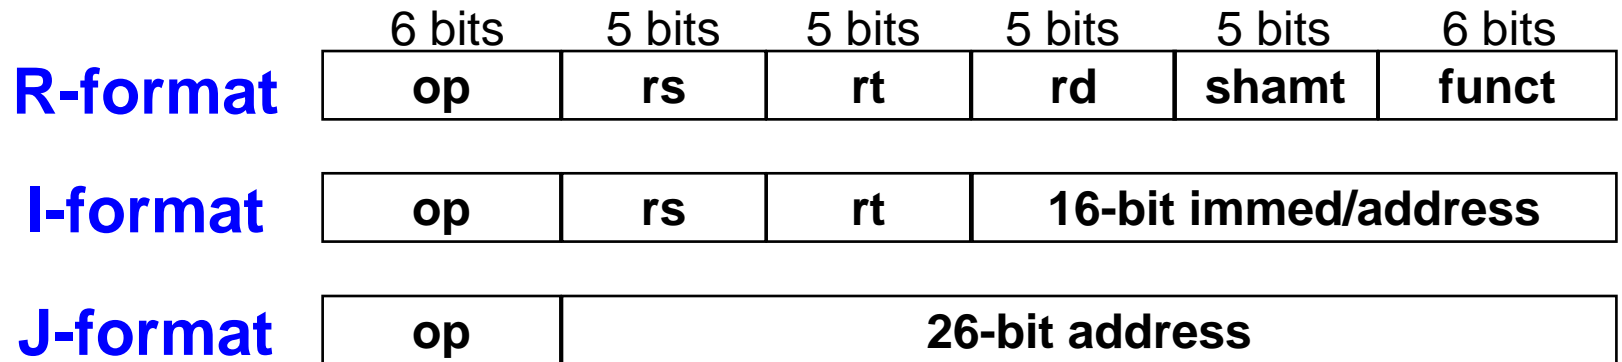 6 bits 5 bits 5 bits 5 bits 5 bits 6 bits
R-format op rs rt rd shamt funct
I-format op rs rt 16-bit immed/address
J-format op 26-bit address